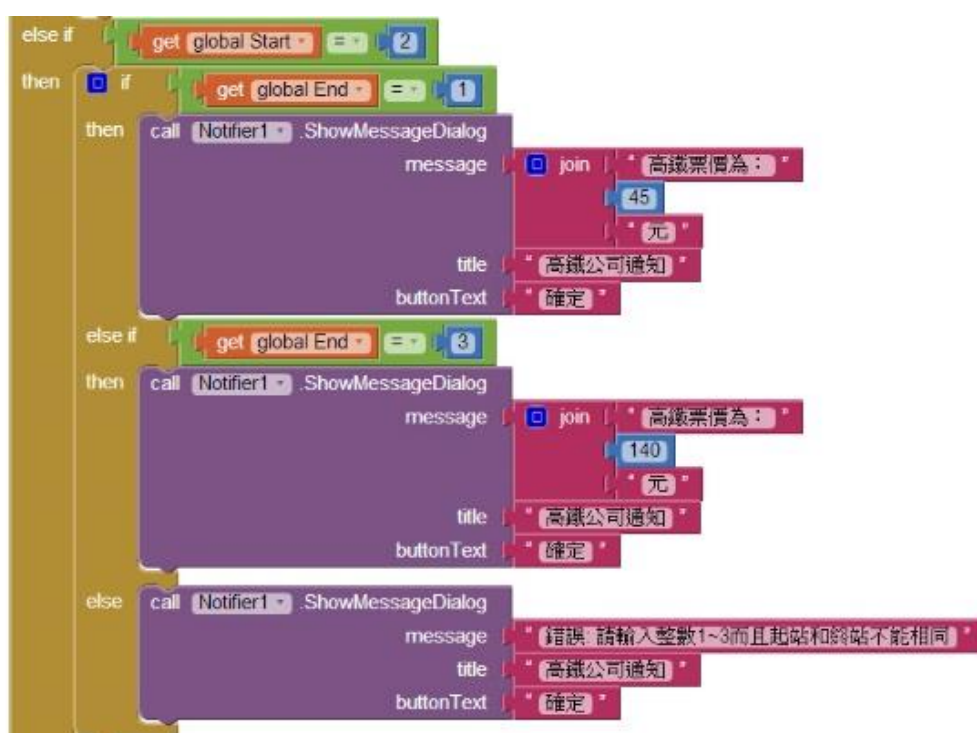 else if get global Start = 2
then if get global End = 1
then call Notifier1 .ShowMessageDialog
message join " 高鐵票價為： "
45
" 元 "
title " 高鐵公司通知 "
buttonText " 確定 "
else if get global End = 3
then call Notifier1 .ShowMessageDialog
message join " 高鐵票價為： "
140
" 元 "
title " 高鐵公司通知 "
buttonText " 確定 "
else call Notifier1 .ShowMessageDialog
message " 錯誤: 請輸入整數1~3而且起站和終站不能相同 "
title " 高鐵公司通知 "
buttonText " 確定 "